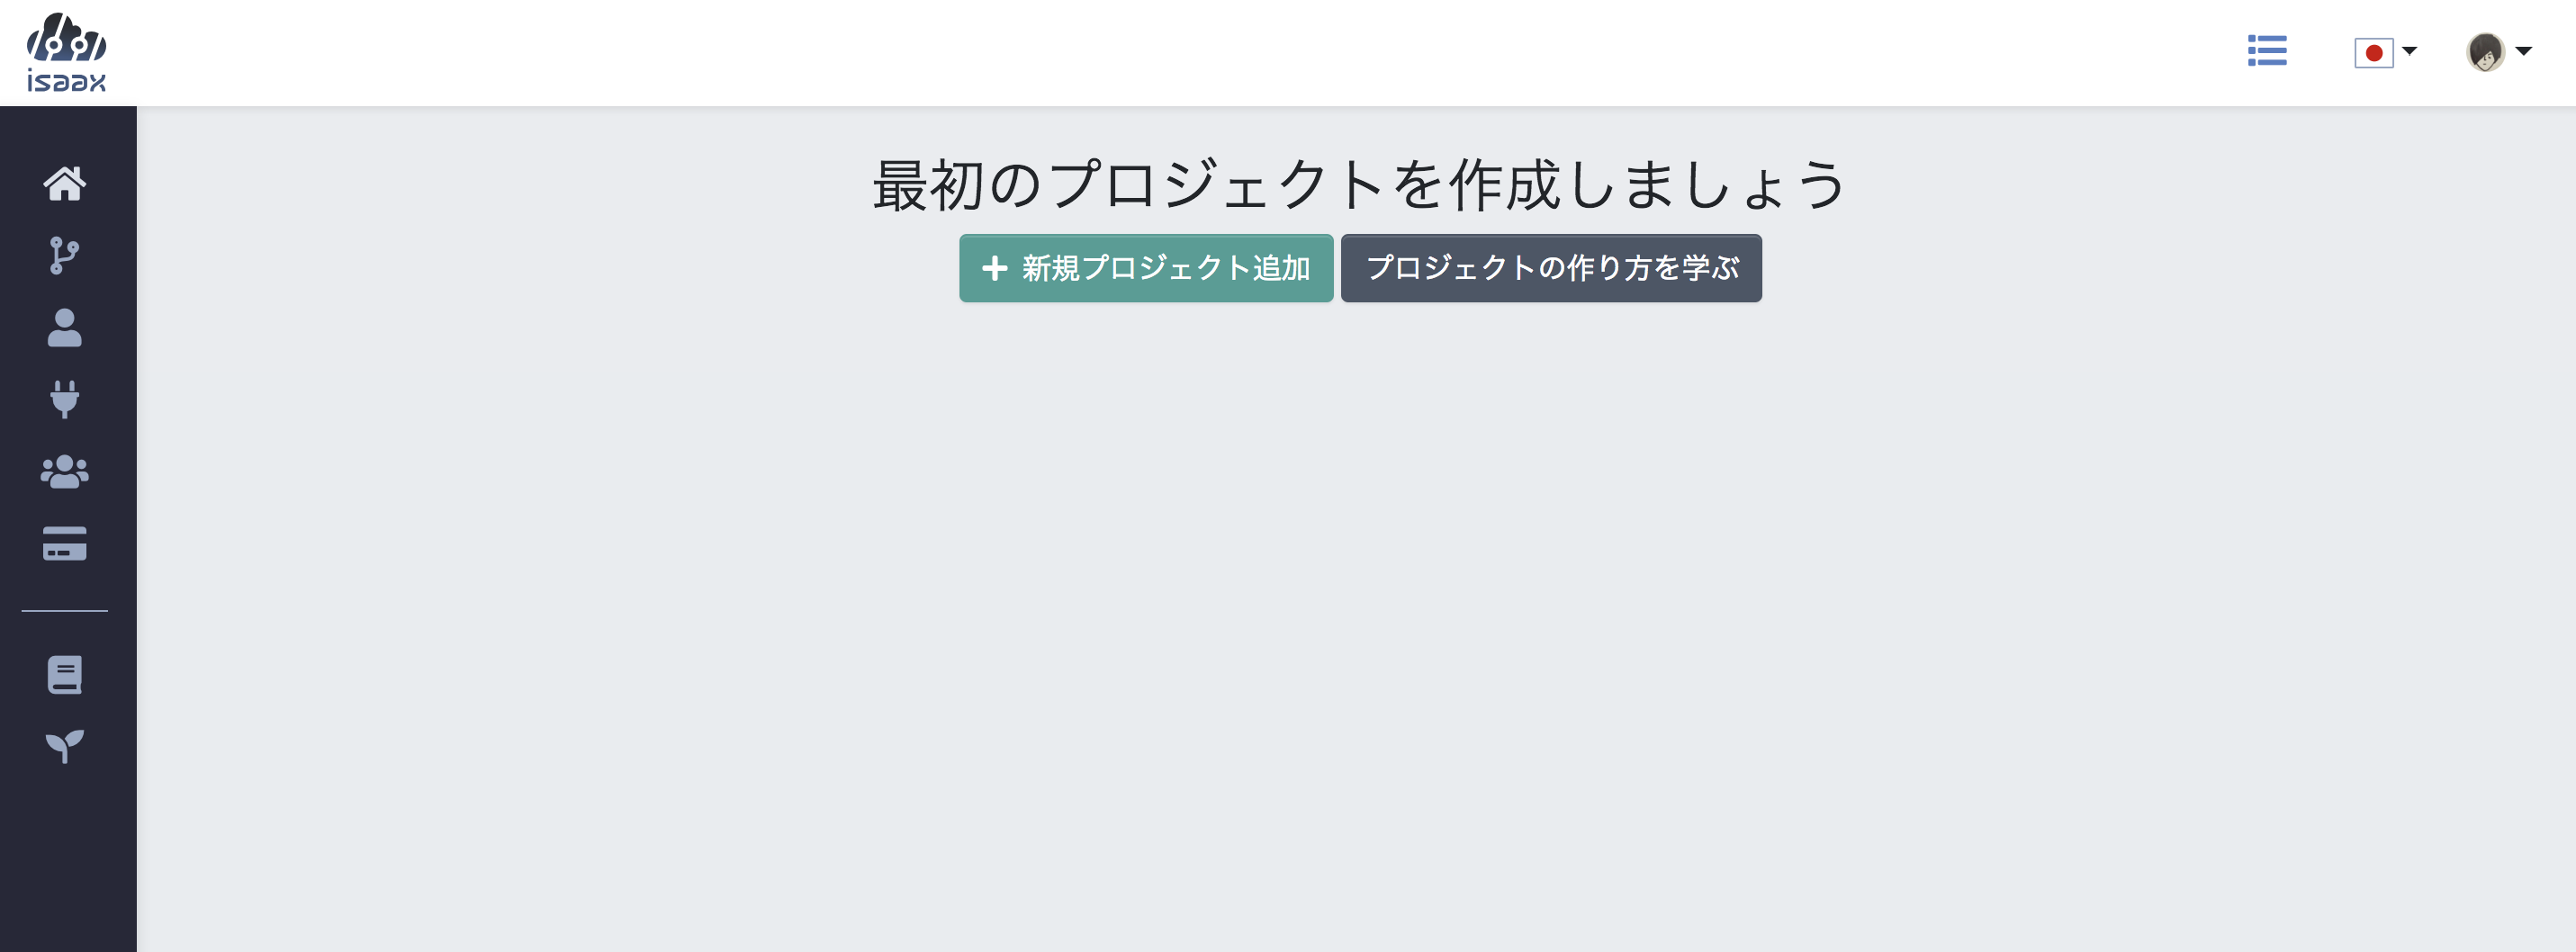 isaax
最初のプロジェクトを作成しましょう
新規プロジェクト追加
プロジェクトの作り方を学ぶ